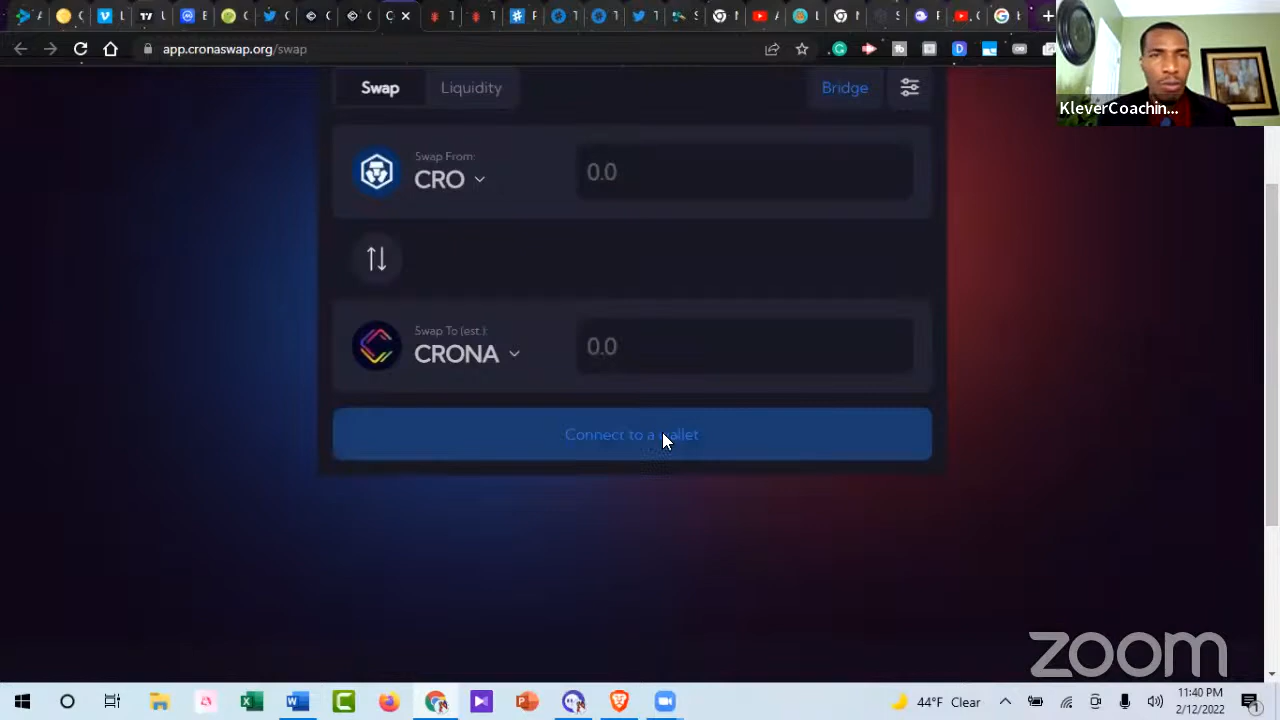 app.cronaswap.org/swap
KleverCoachin...
Swap
Liquidity
Bridge
Swap From:
CRO
0.0
Swap To (est.):
CRONA
0.0
Connect to a wallet
zoom
44°F Clear
11:40 PM
2/12/2022